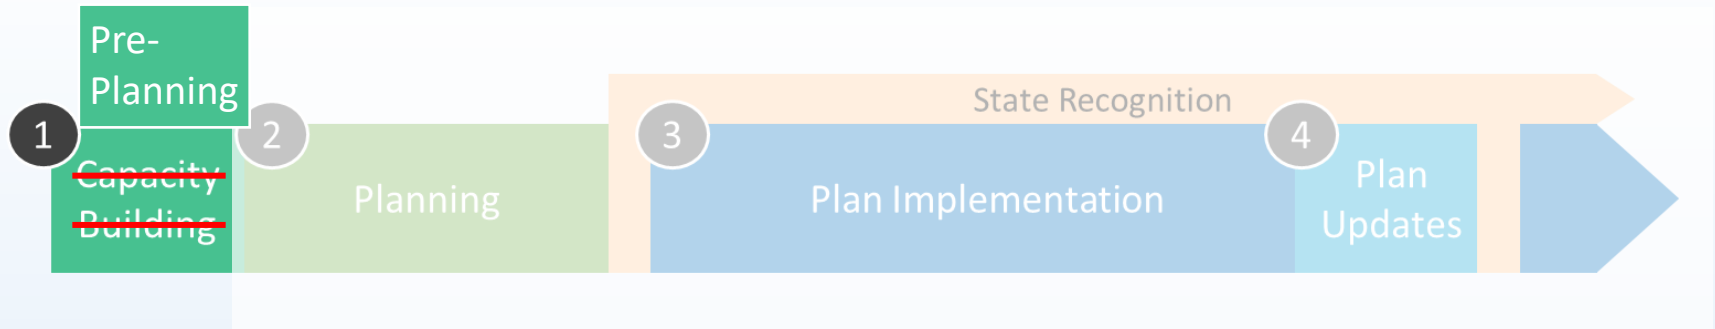 Pre-
Planning
1
Capacity
Building
2
Planning
State Recognition
3
Plan Implementation
4
Plan
Updates